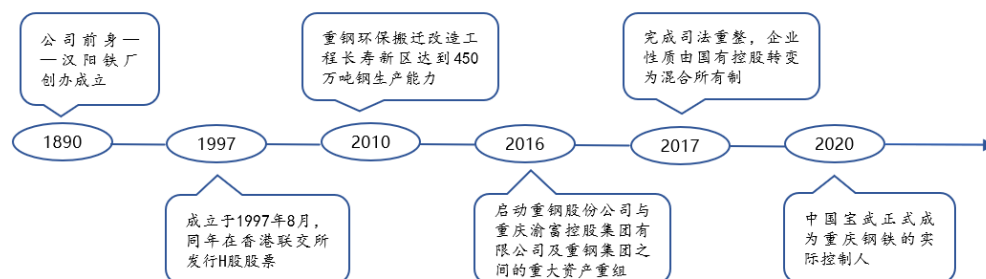 公司前身—
—汉阳铁厂
创办成立
重钢环保搬迁改造工
程长寿新区达到450
万吨钢生产能力
完成司法重整，企业
性质由国有控股转变
为混合所有制
1890
1997
2010
2016
2017
2020
成立于1997年8月，
同年在香港联交所
发行H股股票
启动重钢股份公司与
重庆渝富控股集团有
限公司及重钢集团之
间的重大资产重组
中国宝武正式成
为重庆钢铁的实
际控制人